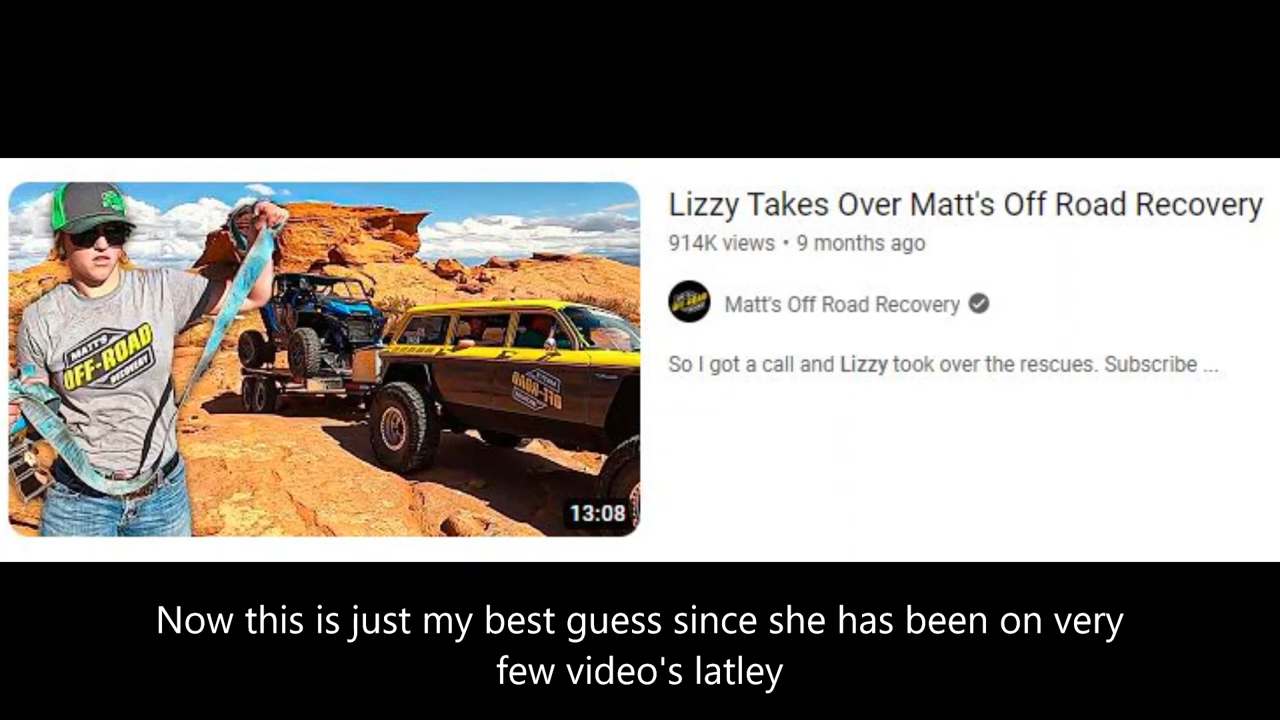 Lizzy Takes Over Matt's Off Road Recovery
914K views • 9 months ago
Matt's Off Road Recovery
So I got a call and Lizzy took over the rescues. Subscribe ...
MATT'S
OFF-ROAD
RECOVERY
OFF-ROAD
13:08
Now this is just my best guess since she has been on very
few video's latley